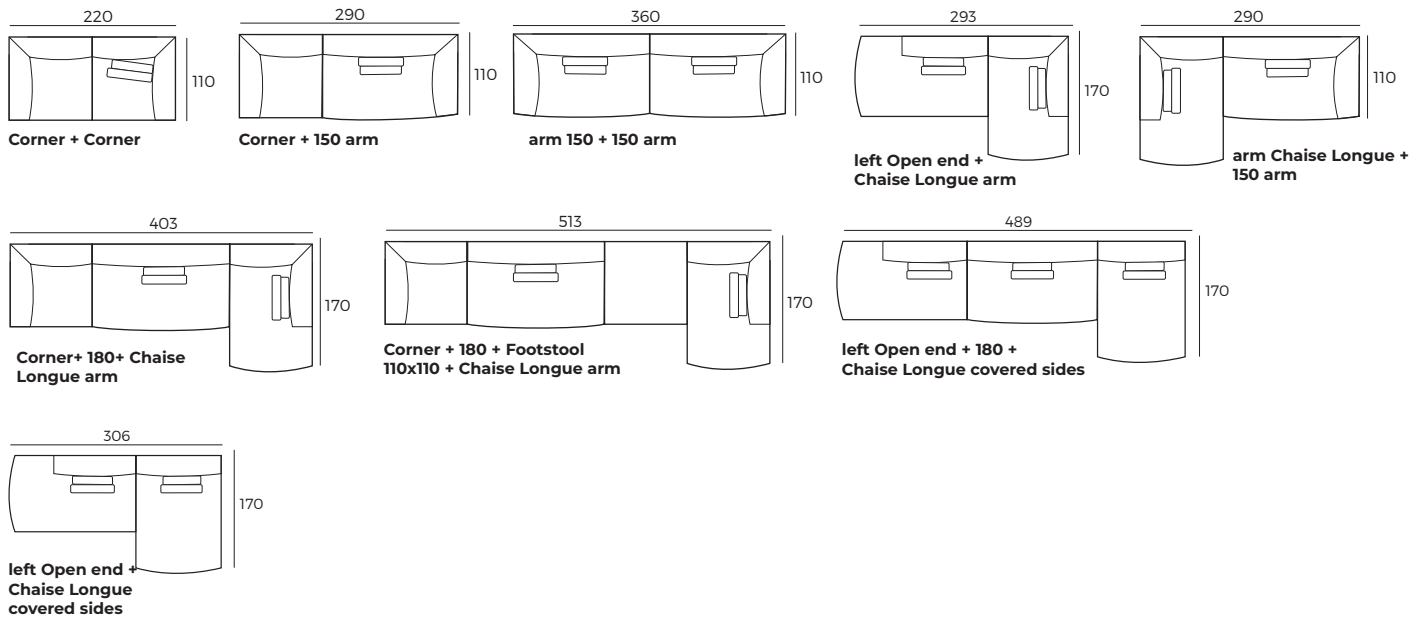 220
110
Corner + Corner
290
110
Corner + 150 arm
360
110
arm 150 + 150 arm
293
170
left Open end +
Chaise Longue arm
290
110
arm Chaise Longue +
150 arm
403
170
Corner+ 180+ Chaise
Longue arm
513
170
Corner + 180 + Footstool
110x110 + Chaise Longue arm
489
170
left Open end + 180 +
Chaise Longue covered sides
306
170
left Open end +
Chaise Longue
covered sides